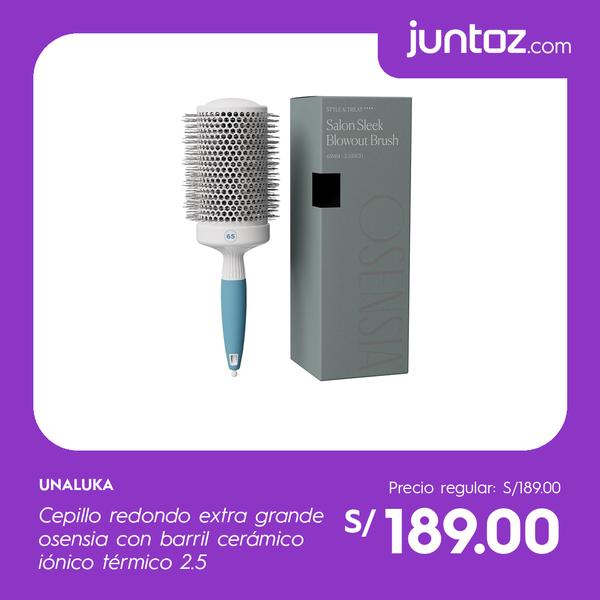 juntoz.com
STYLE & TREAT
Salon Sleek
Blowout Brush
OSENSIA
65
UNALUKA
Cepillo redondo extra grande
osensia con barril cerámico
iónico térmico 2.5
Precio regular: S/189.00
S/ 189.00